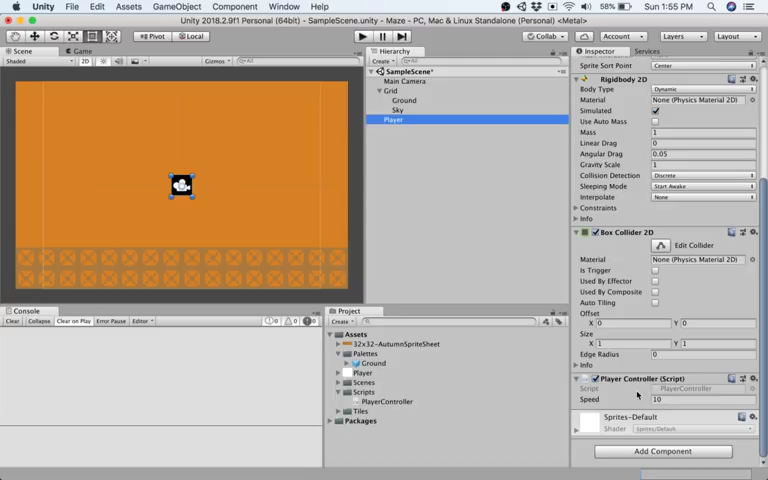 Unity File Edit Assets GameObject Component Window Help 58% Sun 1:55 PM
Unity 2018.2.9f1 Personal (64bit) - SampleScene.unity - Maze - PC, Mac & Linux Standalone (Personal) <Metal>
Pivot Local Collab Account Layers Layout
Scene Game
Shaded 2D Gizmos All
Hierarchy
Create All
SampleScene*
Main Camera
Grid
Ground
Sky
Player
Inspector Services
Sprite Sort Point Center
Rigidbody 2D
Body Type Dynamic
Material None (Physics Material 2D)
Simulated
Use Auto Mass
Mass 1
Linear Drag 0
Angular Drag 0.05
Gravity Scale 1
Collision Detection Discrete
Sleeping Mode Start Awake
Interpolate None
Constraints
Info
Box Collider 2D
Edit Collider
Material None (Physics Material 2D)
Is Trigger
Used By Effector
Used By Composite
Auto Tiling
Offset
X 0 Y 0
Size
X 1 Y 1
Edge Radius 0
Info
Player Controller (Script)
Script PlayerController
Speed 10
Sprites-Default
Shader Sprites/Default
Add Component
Console
Clear Collapse Clear on Play Error Pause Editor 0 0 0
Project
Create
Assets
32x32-AutumnSpriteSheet
Palettes
Ground
Player
Scenes
Scripts
PlayerController
Tiles
Packages